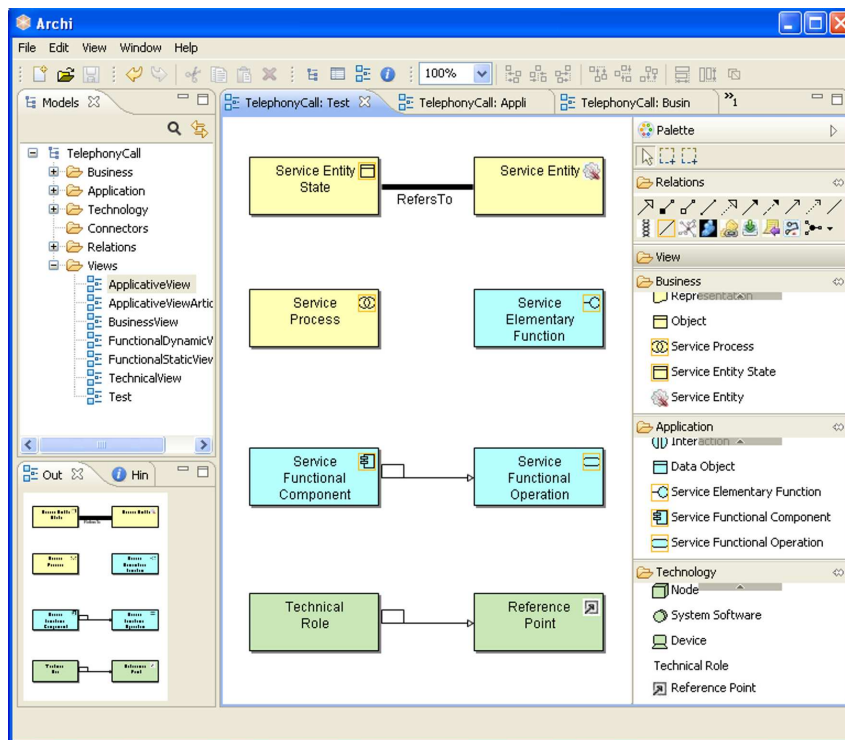 Archi
File Edit View Window Help
100%
Models
TelephonyCall: Test
TelephonyCall: Appli
TelephonyCall: Busin
»1
TelephonyCall
Business
Application
Technology
Connectors
Relations
Views
ApplicativeView
ApplicativeViewArtic
BusinessView
FunctionalDynamicV
FunctionalStaticView
TechnicalView
Test
Out
Hin
Service Entity
State
RefersTo
Service Entity
Service
Process
Service
Elementary
Function
Service
Functional
Component
Service
Functional
Operation
Technical
Role
Reference
Point
Palette
Relations
View
Business
Representation
Object
Service Process
Service Entity State
Service Entity
Application
Interaction
Data Object
Service Elementary Function
Service Functional Component
Service Functional Operation
Technology
Node
System Software
Device
Technical Role
Reference Point